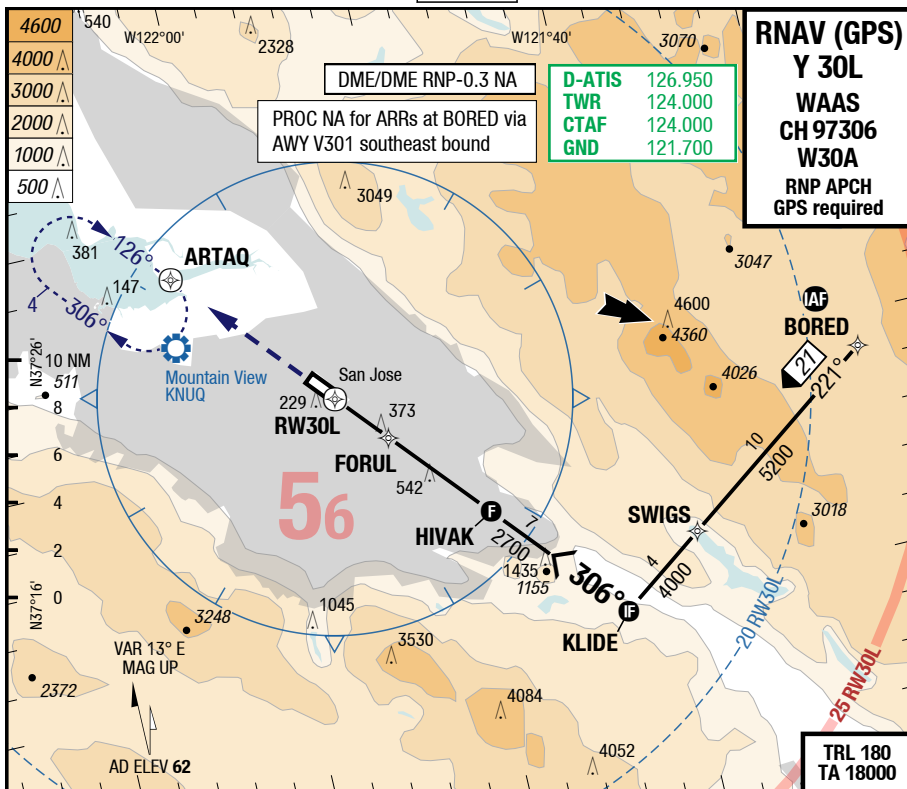 4600
4000
3000
2000
1000
500
540
W122°00'
2328
W121°40'
3070
DME/DME RNP-0.3 NA
PROC NA for ARRs at BORED via
AWY V301 southeast bound
D-ATIS 126.950
TWR 124.000
CTAF 124.000
GND 121.700
RNAV (GPS)
Y 30L
WAAS
CH 97306
W30A
RNP APCH
GPS required
3049
381
126°
ARTAQ
147
4
306°
3047
IAF
BORED
4600
4360
21
221°
N37°26'
10 NM
511
Mountain View
KNUQ
San Jose
229
RW30L
373
4026
8
FORUL
10
5200
6
542
56
4
HIVAK
F
7
2700
SWIGS
3018
2
1435
1155
306°
4
4000
IF
KLIDE
20 RW30L
N37°16'
0
3248
1045
VAR 13° E
MAG UP
3530
2372
4084
25 RW30L
AD ELEV 62
4052
TRL 180
TA 18000